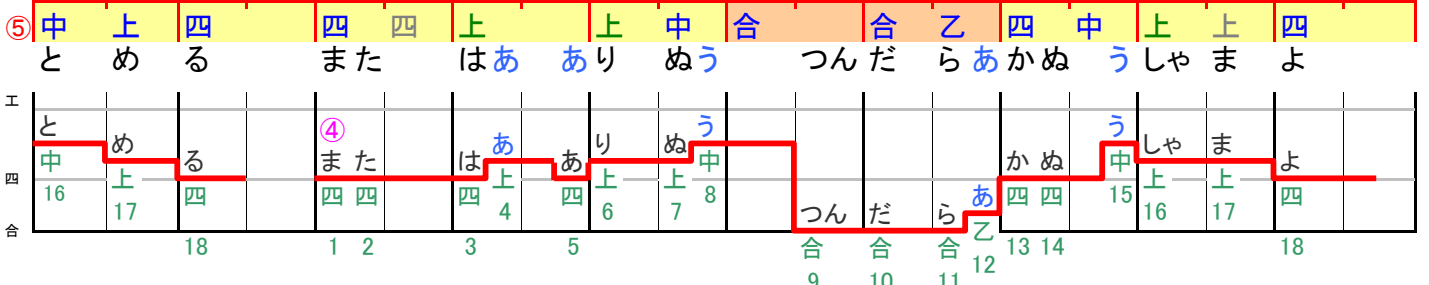 ⑤ 中 上 四 四 四 上 上 中 合 合 乙 四 中 上 上 四
と め る ま た は あ あ り ぬ う つん だ ら あ か ぬ う しゃ ま よ
工
と め る ④ ま た は あ あ り ぬ う つん だ ら あ か ぬ う しゃ ま よ
四 中 上 四 四 四 四 上 四 上 上 中 合 合 合 乙 四 四 中 上 上 四
合
16 17 18 1 2 3 4 5 6 7 8 9 10 11 12 13 14 15 16 17 18